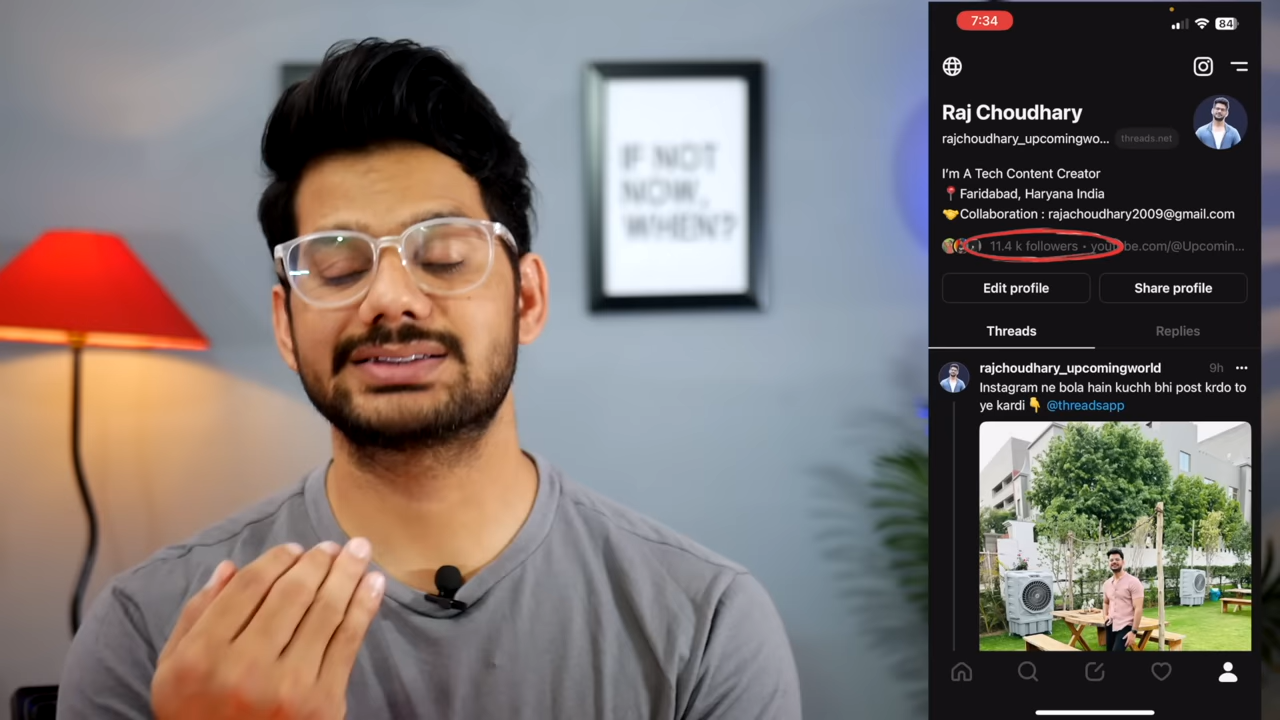 IF NOT
NOW,
WHEN?
7:34
84
Raj Choudhary
rajchoudhary_upcomingwo... threads.net
I'm A Tech Content Creator
📍 Faridabad, Haryana India
🤝Collaboration : rajachoudhary2009@gmail.com
11.4 k followers • youtube.com/@Upcomin...
Edit profile Share profile
Threads Replies
rajchoudhary_upcomingworld 9h
Instagram ne bola hain kuchh bhi post krdo to
ye kardi 👇 @threadsapp